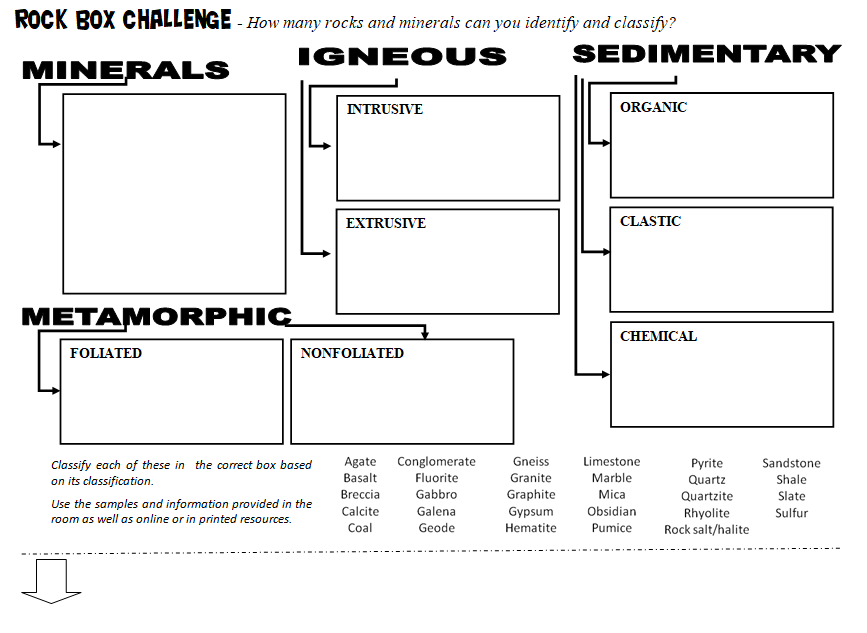 ROCK BOX CHALLENGE - How many rocks and minerals can you identify and classify?
MINERALS
IGNEOUS
INTRUSIVE
EXTRUSIVE
SEDIMENTARY
ORGANIC
CLASTIC
CHEMICAL
METAMORPHIC
FOLIATED
NONFOLIATED
Classify each of these in the correct box based
on its classification.
Use the samples and information provided in the
room as well as online or in printed resources.
Agate
Basalt
Breccia
Calcite
Coal
Conglomerate
Fluorite
Gabbro
Galena
Geode
Gneiss
Granite
Graphite
Gypsum
Hematite
Limestone
Marble
Mica
Obsidian
Pumice
Pyrite
Quartz
Quartzite
Rhyolite
Rock salt/halite
Sandstone
Shale
Slate
Sulfur